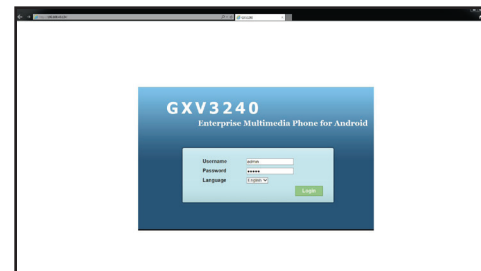 GXV3240
Enterprise Multimedia Phone for Android
Username admin
Password •••••
Language English
Login